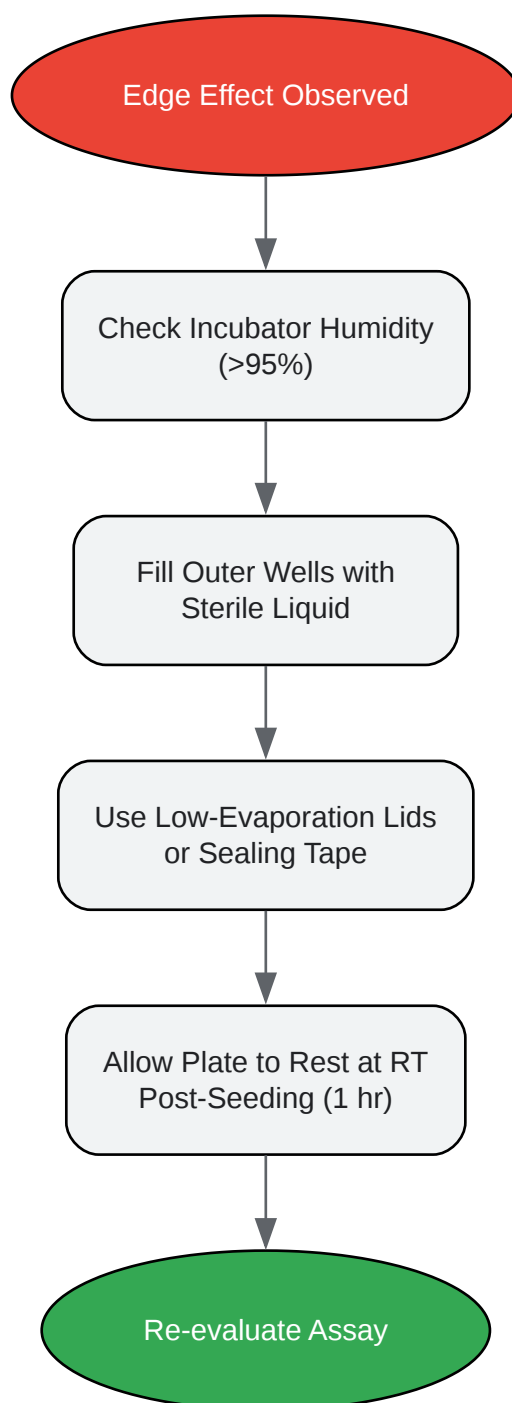 Edge Effect Observed
Check Incubator Humidity
(>95%)
Fill Outer Wells with
Sterile Liquid
Use Low-Evaporation Lids
or Sealing Tape
Allow Plate to Rest at RT
Post-Seeding (1 hr)
Re-evaluate Assay